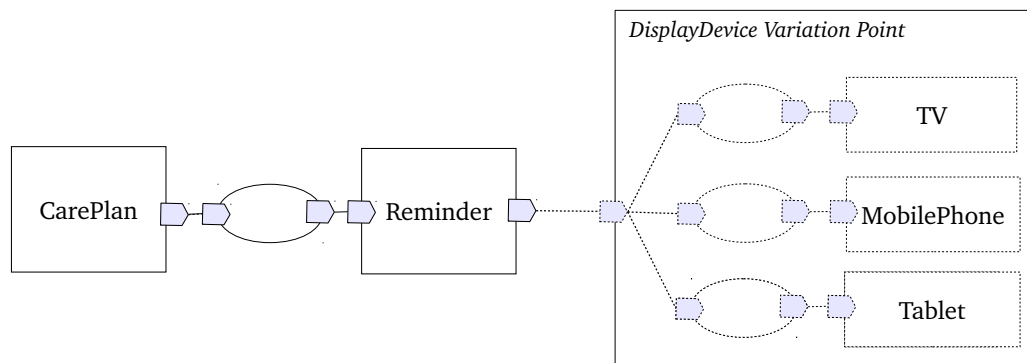 DisplayDevice Variation Point
TV
CarePlan
Reminder
MobilePhone
Tablet